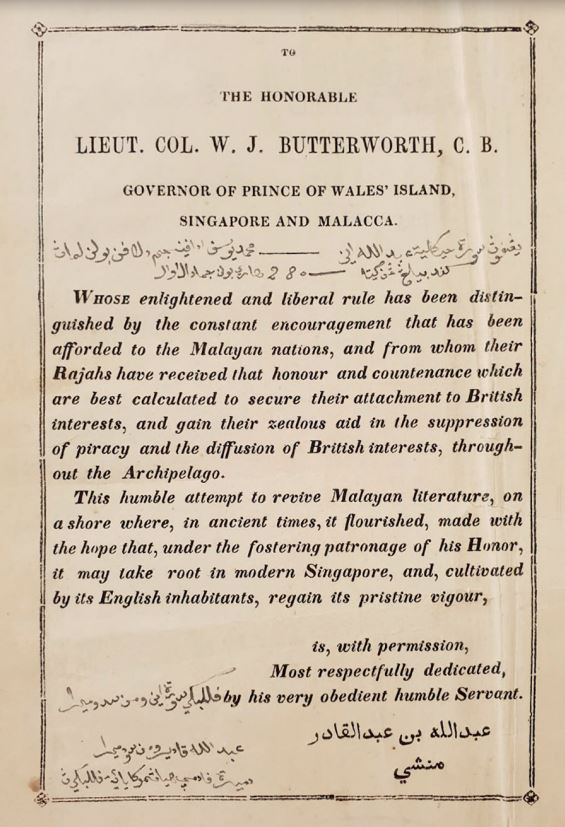 TO
THE HONORABLE
LIEUT. COL. W. J. BUTTERWORTH, C. B.
GOVERNOR OF PRINCE OF WALES' ISLAND,
SINGAPORE AND MALACCA.
WHOSE enlightened and liberal rule has been distin-
guished by the constant encouragement that has been
afforded to the Malayan nations, and from whom their
Rajahs have received that honour and countenance which
are best calculated to secure their attachment to British
interests, and gain their zealous aid in the suppression
of piracy and the diffusion of British interests, through-
out the Archipelago.
This humble attempt to revive Malayan literature, on
a shore where, in ancient times, it flourished, made with
the hope that, under the fostering patronage of his Honor,
it may take root in modern Singapore, and, cultivated
by its English inhabitants, regain its pristine vigour,
is, with permission,
Most respectfully dedicated,
by his very obedient humble Servant.
عبدالله بن عبدالقادر
منشي